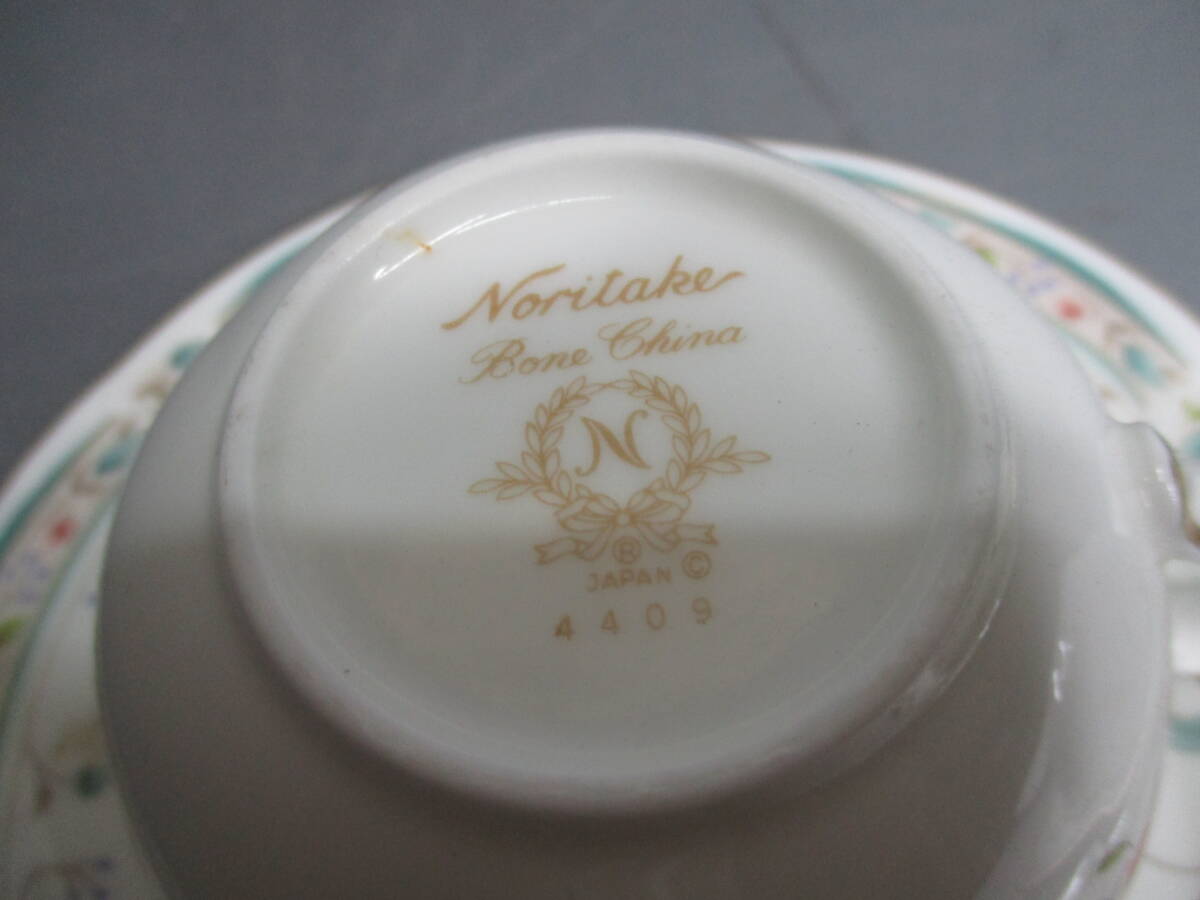 Noritake
Bone China
N
®
JAPAN ©
4409